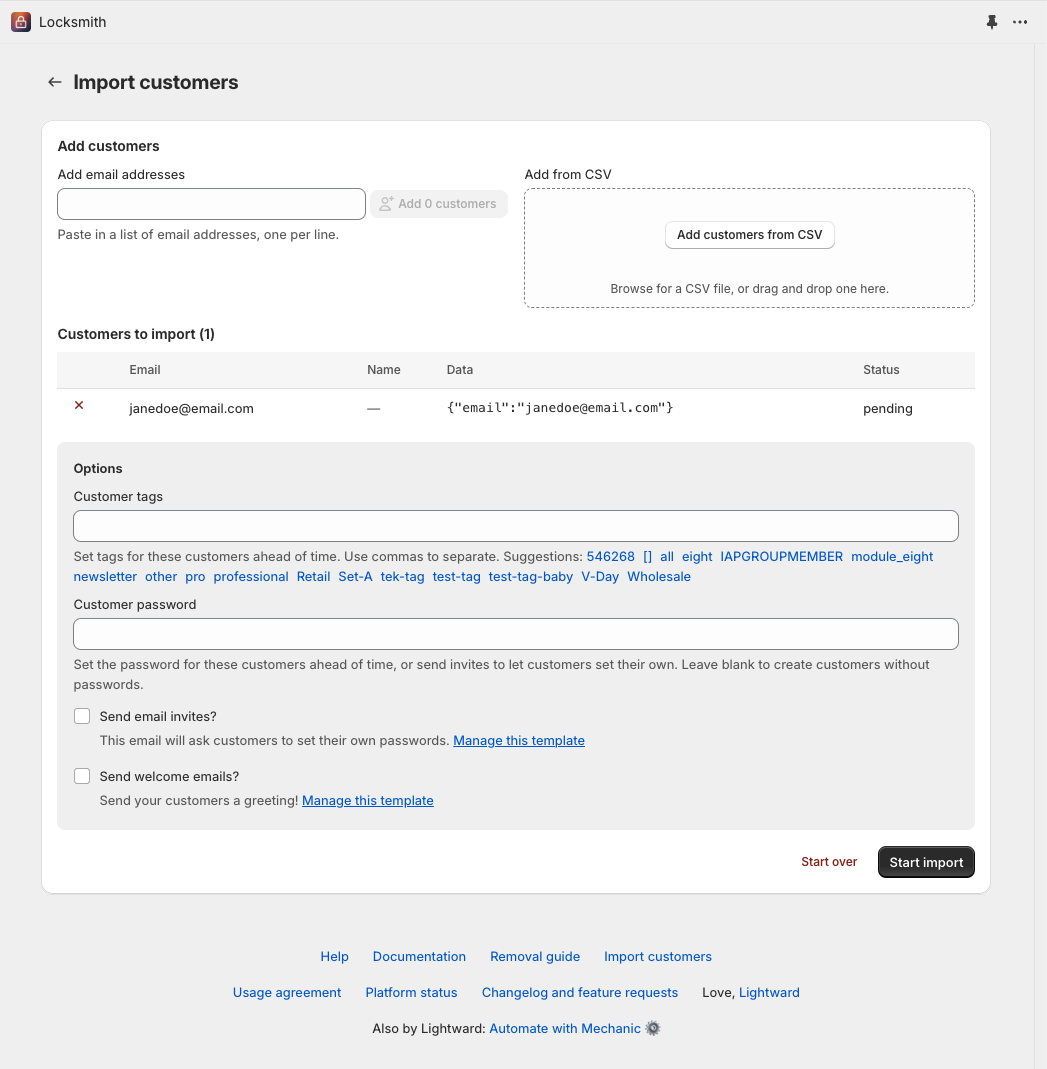 Locksmith
Import customers
Add customers
Add email addresses
Add 0 customers
Paste in a list of email addresses, one per line.
Add from CSV
Add customers from CSV
Browse for a CSV file, or drag and drop one here.
Customers to import (1)
Email Name Data Status
janedoe@email.com — {"email":"janedoe@email.com"} pending
Options
Customer tags
Set tags for these customers ahead of time. Use commas to separate. Suggestions: 546268 [] all eight IAPGROUPMEMBER module_eight
newsletter other pro professional Retail Set-A tek-tag test-tag test-tag-baby V-Day Wholesale
Customer password
Set the password for these customers ahead of time, or send invites to let customers set their own. Leave blank to create customers without
passwords.
Send email invites?
This email will ask customers to set their own passwords. Manage this template
Send welcome emails?
Send your customers a greeting! Manage this template
Start over Start import
Help Documentation Removal guide Import customers
Usage agreement Platform status Changelog and feature requests Love, Lightward
Also by Lightward: Automate with Mechanic